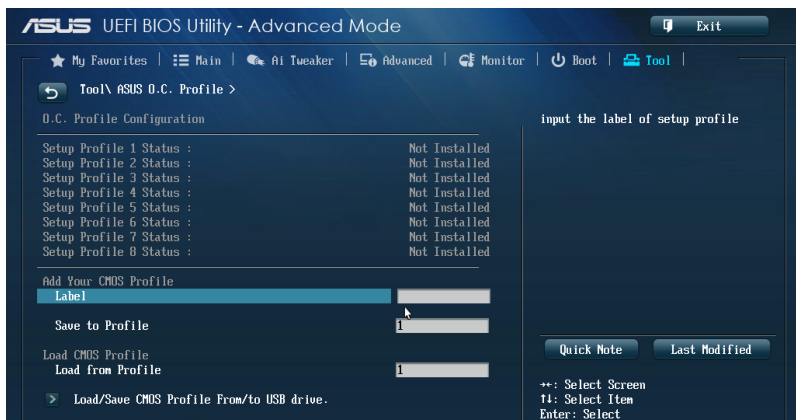 ASUS UEFI BIOS Utility - Advanced Mode
Exit
My Favorites | Main | Ai Tweaker | Advanced | Monitor | Boot | Tool |
Tool\ ASUS O.C. Profile >
O.C. Profile Configuration
input the label of setup profile
Setup Profile 1 Status : Not Installed
Setup Profile 2 Status : Not Installed
Setup Profile 3 Status : Not Installed
Setup Profile 4 Status : Not Installed
Setup Profile 5 Status : Not Installed
Setup Profile 6 Status : Not Installed
Setup Profile 7 Status : Not Installed
Setup Profile 8 Status : Not Installed
Add Your CMOS Profile
Label
Save to Profile 1
Load CMOS Profile
Load from Profile 1
> Load/Save CMOS Profile From/to USB drive.
Quick Note
Last Modified
→←: Select Screen
↑↓: Select Item
Enter: Select